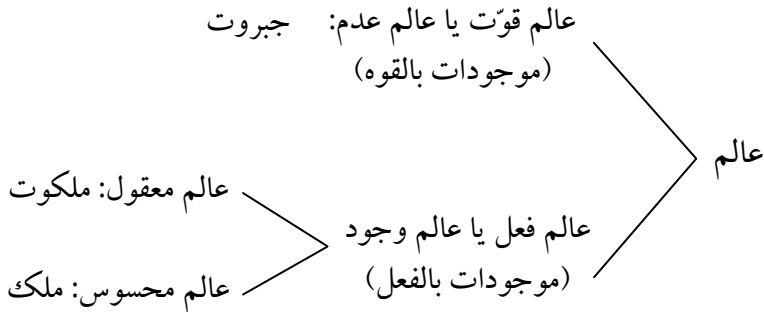 عالم قوّت یا عالم عدم: جبروت
(موجودات بالقوه)
عالم
عالم معقول: ملکوت
عالم فعل یا عالم وجود
(موجودات بالفعل)
عالم محسوس: ملک